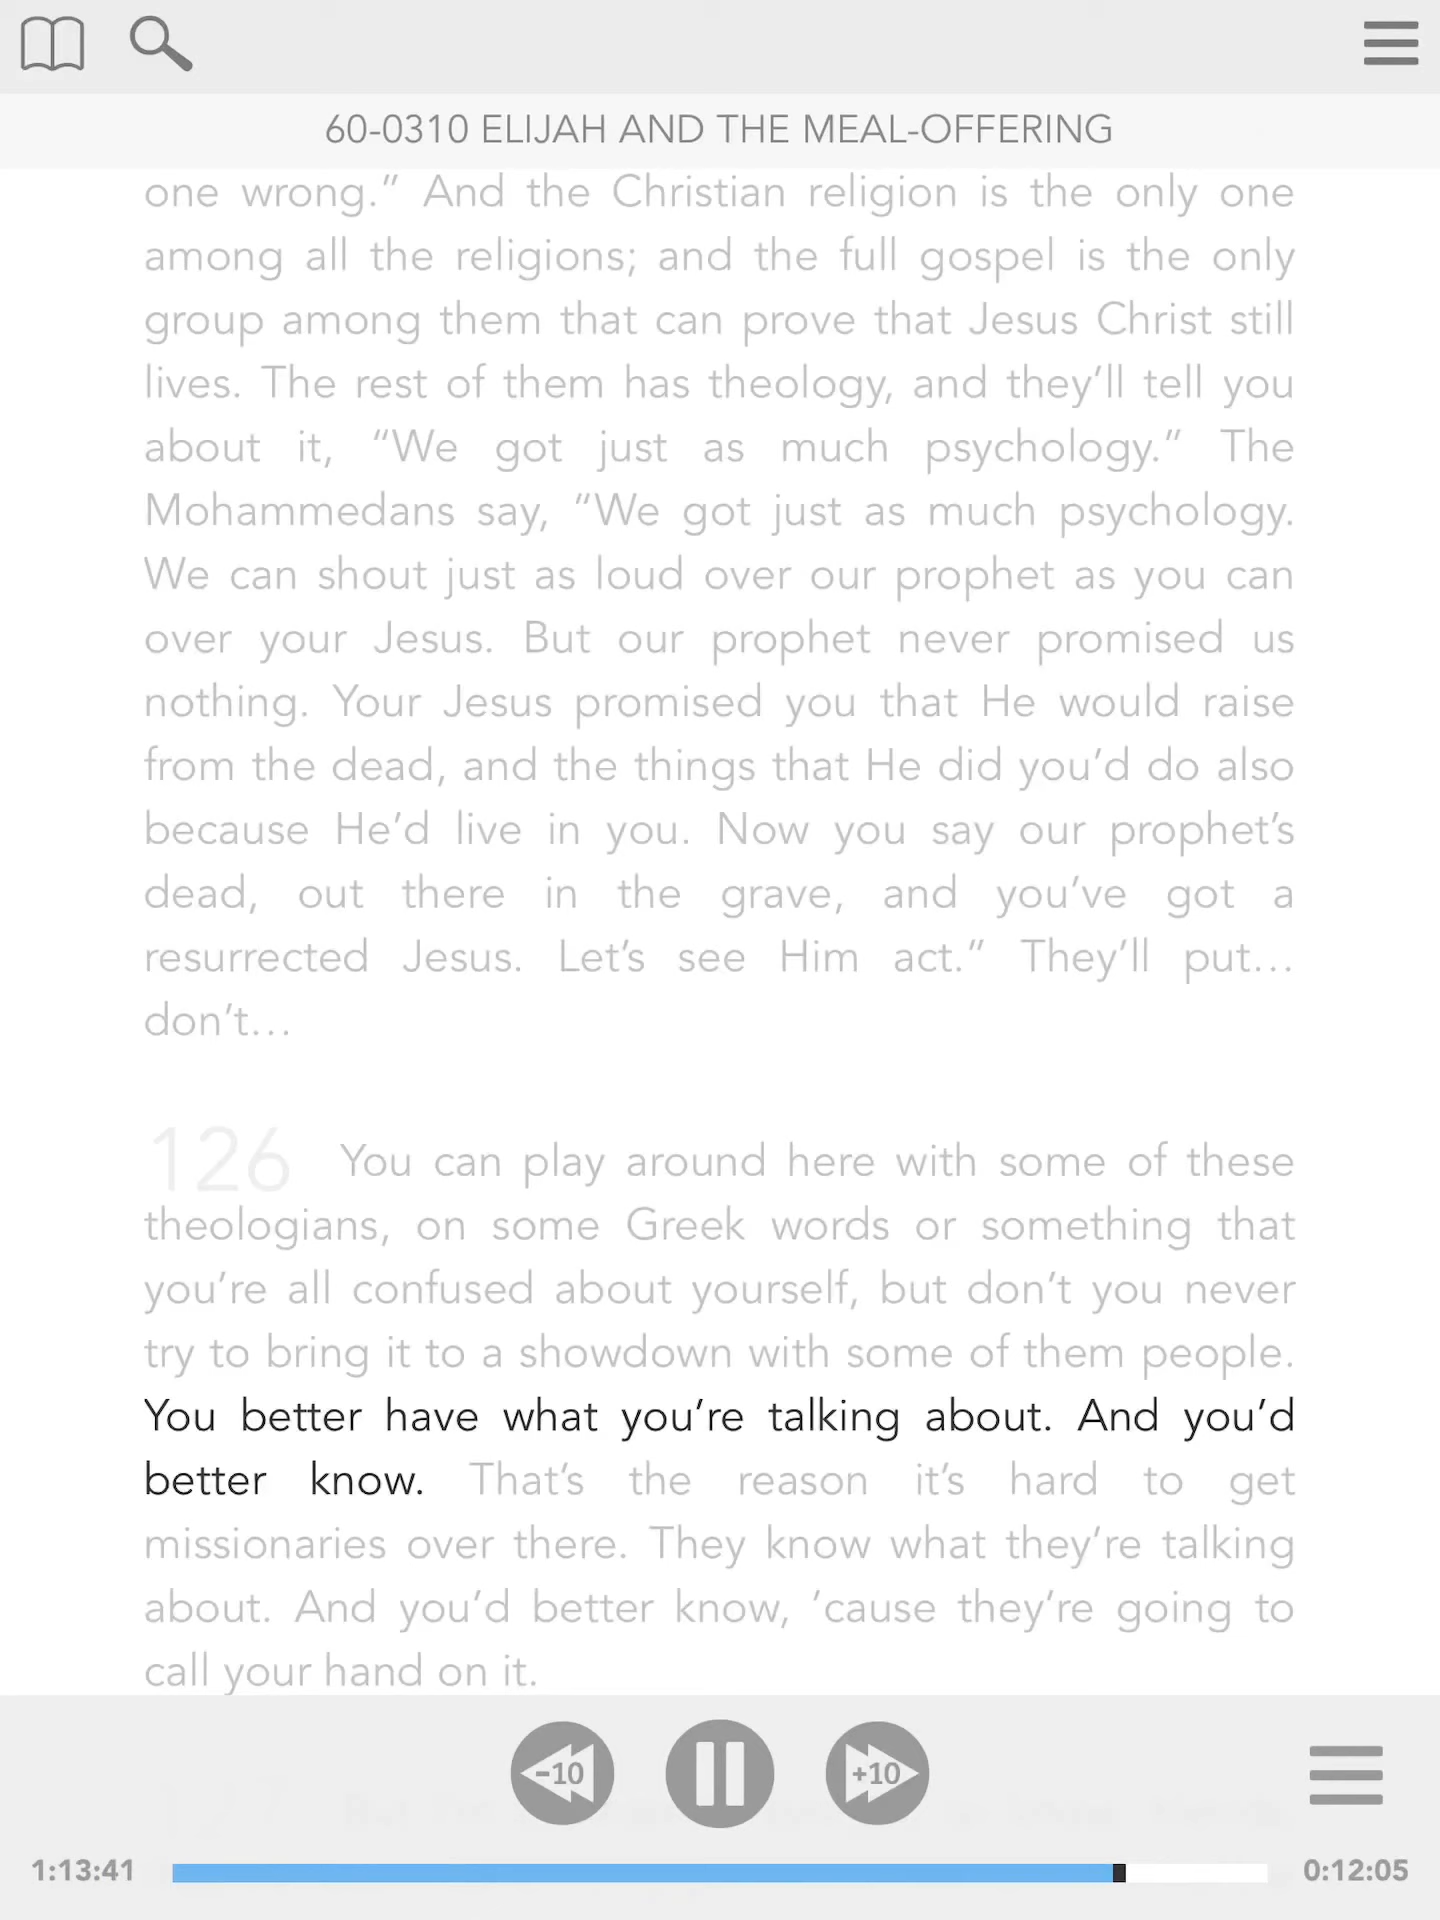 60-0310 ELIJAH AND THE MEAL-OFFERING
one wrong.” And the Christian religion is the only one
among all the religions; and the full gospel is the only
group among them that can prove that Jesus Christ still
lives. The rest of them has theology, and they’ll tell you
about it, “We got just as much psychology.” The
Mohammedans say, “We got just as much psychology.
We can shout just as loud over our prophet as you can
over your Jesus. But our prophet never promised us
nothing. Your Jesus promised you that He would raise
from the dead, and the things that He did you’d do also
because He’d live in you. Now you say our prophet’s
dead, out there in the grave, and you’ve got a
resurrected Jesus. Let’s see Him act.” They’ll put…
don’t…
126 You can play around here with some of these
theologians, on some Greek words or something that
you’re all confused about yourself, but don’t you never
try to bring it to a showdown with some of them people.
You better have what you’re talking about. And you’d
better know. That’s the reason it’s hard to get
missionaries over there. They know what they’re talking
about. And you’d better know, ’cause they’re going to
call your hand on it.
-10 +10
1:13:41 0:12:05